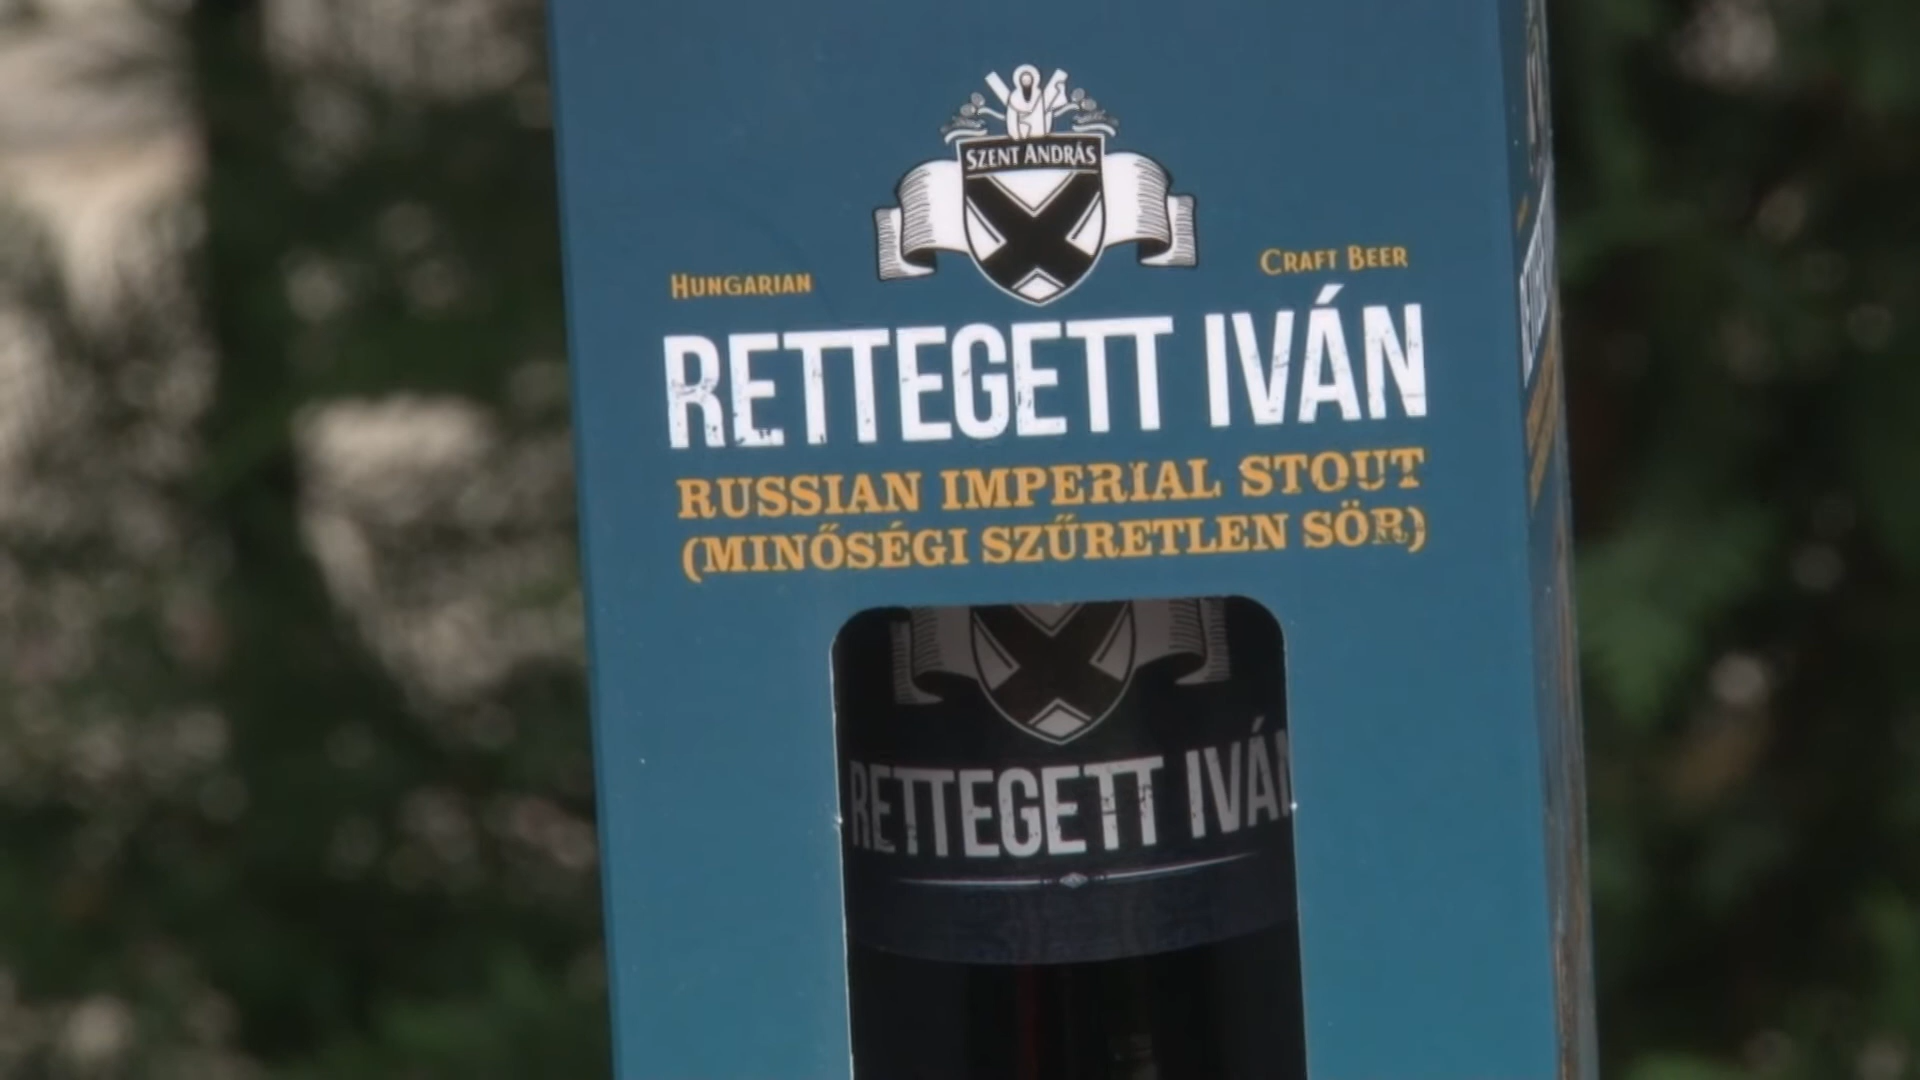 SZENT ANDRÁS
HUNGARIAN
CRAFT BEER
RETTEGETT IVÁN
RUSSIAN IMPERIAL STOUT
(MINŐSÉGI SZŰRETLEN SÖR)
RETTEGETT IVÁN